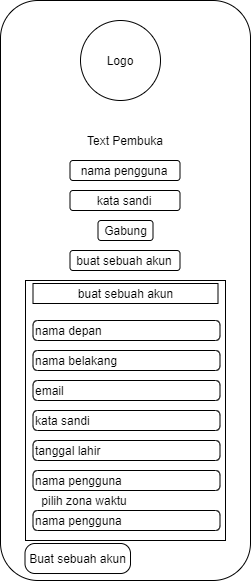 Logo
Text Pembuka
nama pengguna
kata sandi
Gabung
buat sebuah akun
buat sebuah akun
nama depan
nama belakang
email
kata sandi
tanggal lahir
nama pengguna
pilih zona waktu
nama pengguna
Buat sebuah akun